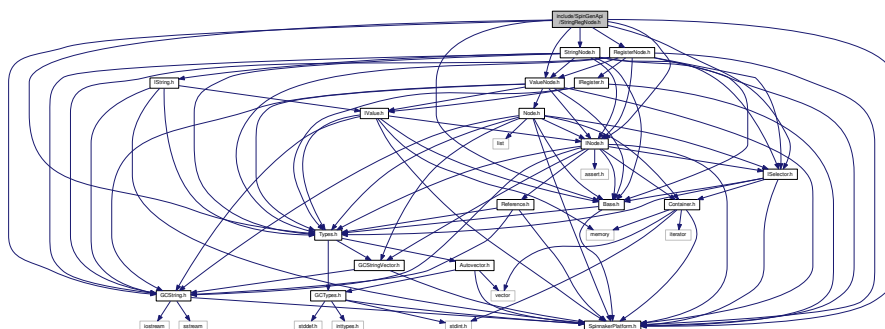 include/SpinGenApi
/StringRegNode.h
StringNode.h
RegisterNode.h
IString.h
ValueNode.h
IRegister.h
IValue.h
Node.h
list
INode.h
assert.h
ISelector.h
Reference.h
Base.h
Container.h
Types.h
memory
iterator
GCStringVector.h
Autovector.h
GCString.h
GCTypes.h
vector
iostream
sstream
stddef.h
inttypes.h
stdint.h
SpinnakerPlatform.h